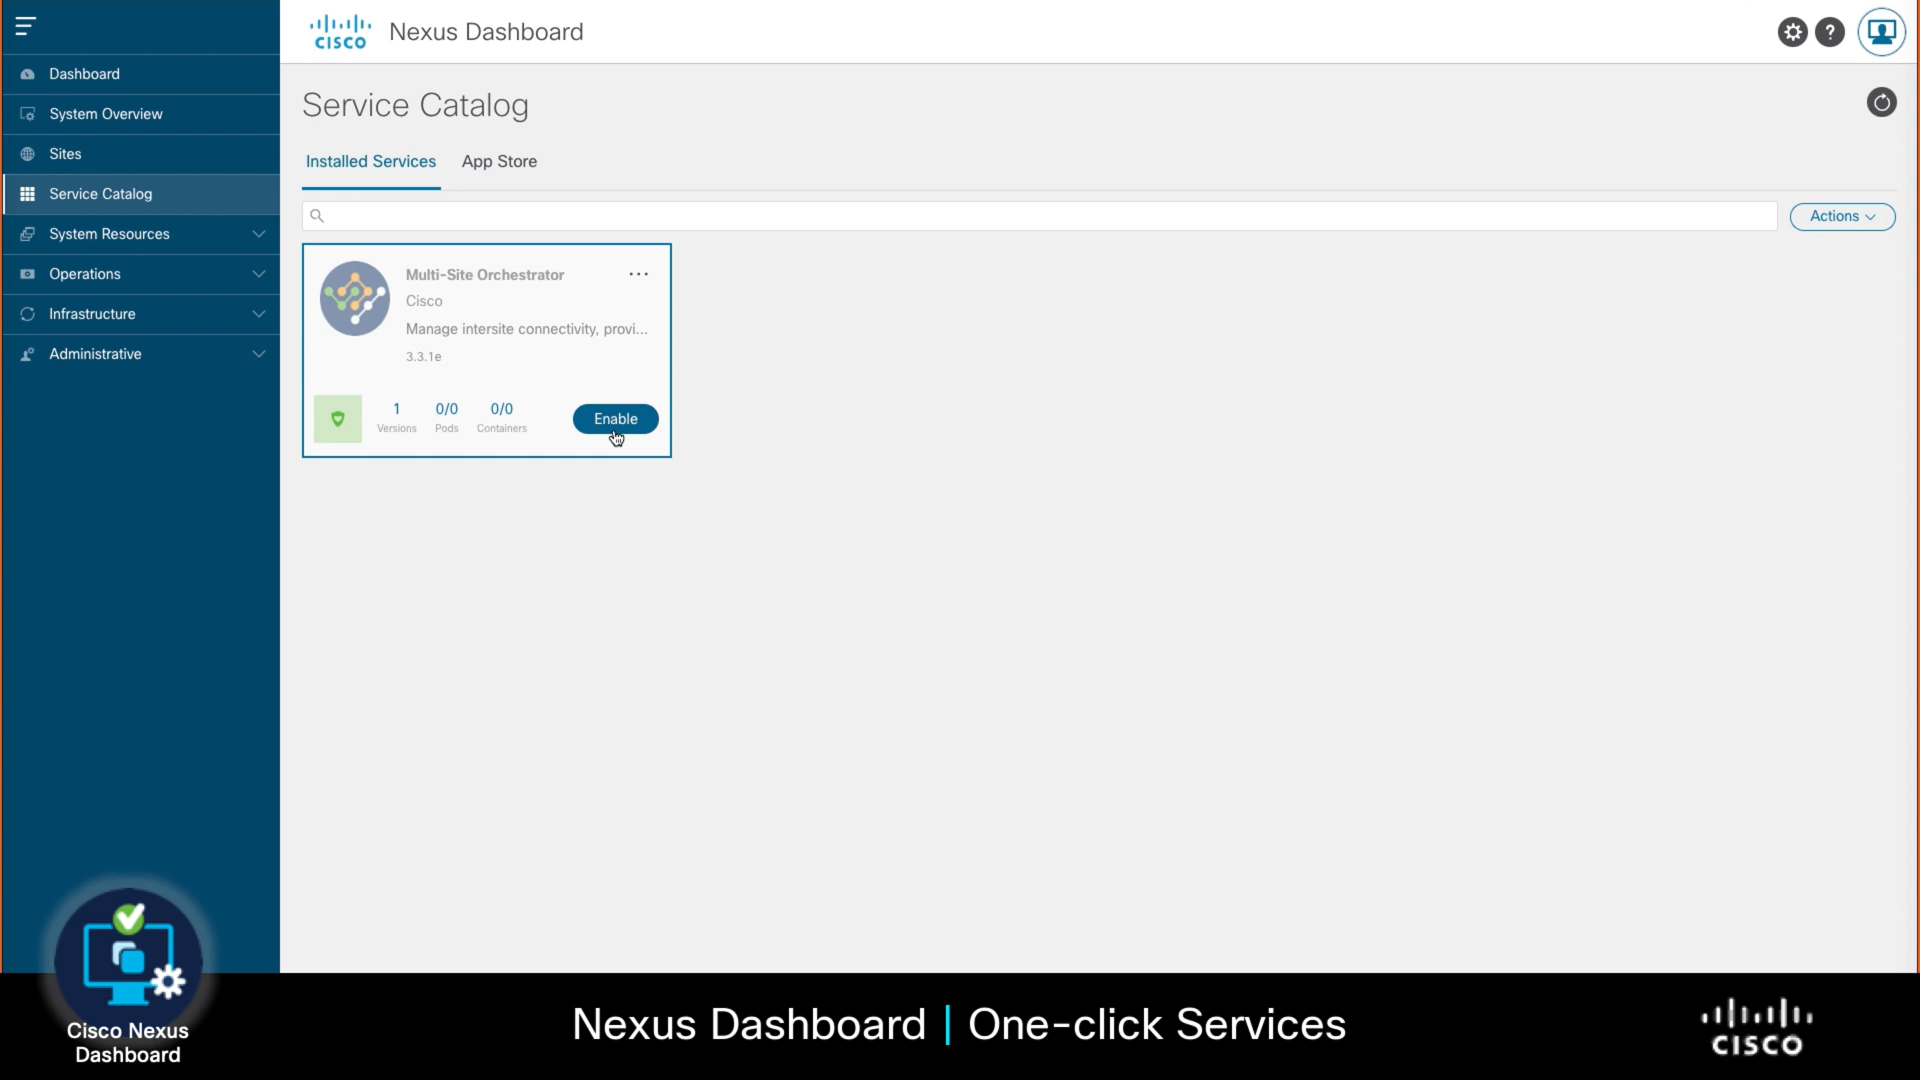 CISCO Nexus Dashboard
?
Dashboard
System Overview
Sites
Service Catalog
System Resources
Operations
Infrastructure
Administrative
Service Catalog
Installed Services App Store
Actions
Multi-Site Orchestrator ...
Cisco
Manage intersite connectivity, provi...
3.3.1e
1 0/0 0/0
Versions Pods Containers
Enable
Cisco Nexus
Dashboard
Nexus Dashboard | One-click Services
CISCO